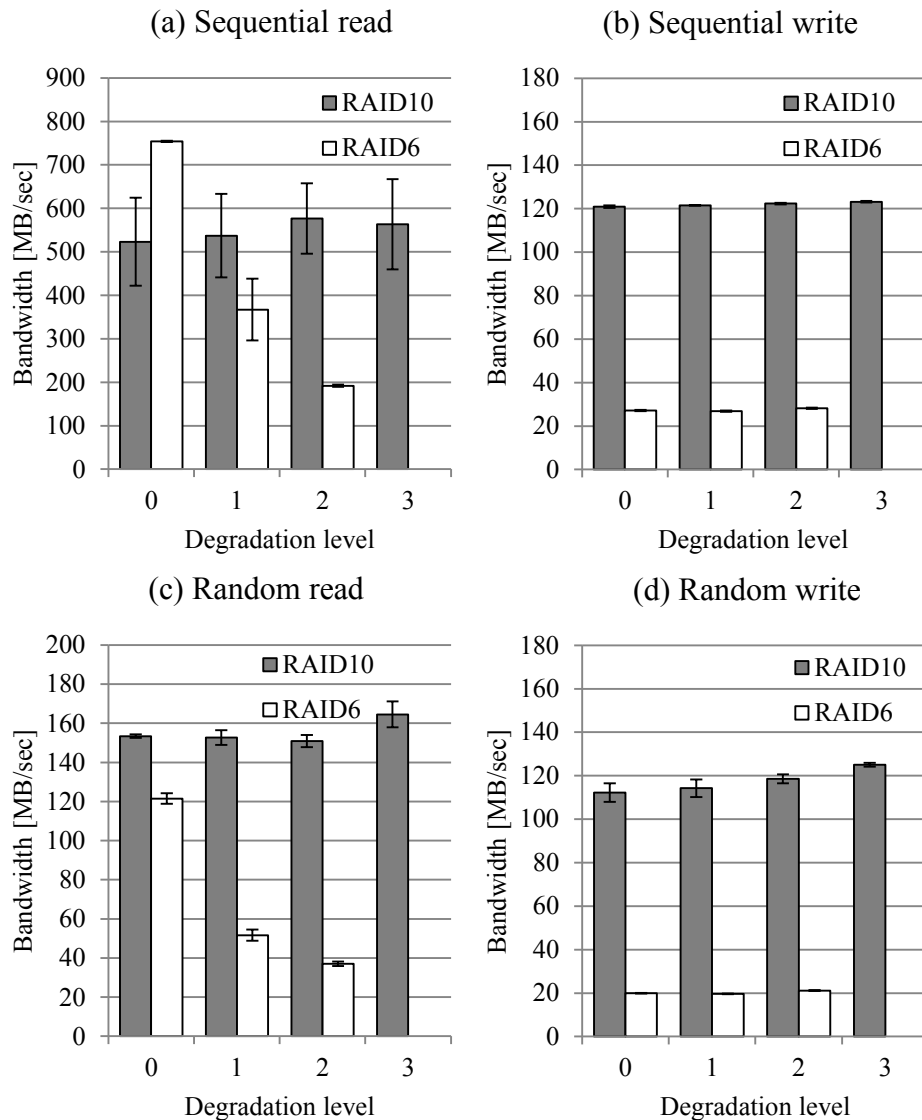 (a) Sequential read
900
800
700
600
500
400
300
200
100
0
Bandwidth [MB/sec]
RAID10
RAID6
0 1 2 3
Degradation level
(b) Sequential write
180
160
140
120
100
80
60
40
20
0
Bandwidth [MB/sec]
RAID10
RAID6
0 1 2 3
Degradation level
(c) Random read
200
180
160
140
120
100
80
60
40
20
0
Bandwidth [MB/sec]
RAID10
RAID6
0 1 2 3
Degradation level
(d) Random write
180
160
140
120
100
80
60
40
20
0
Bandwidth [MB/sec]
RAID10
RAID6
0 1 2 3
Degradation level